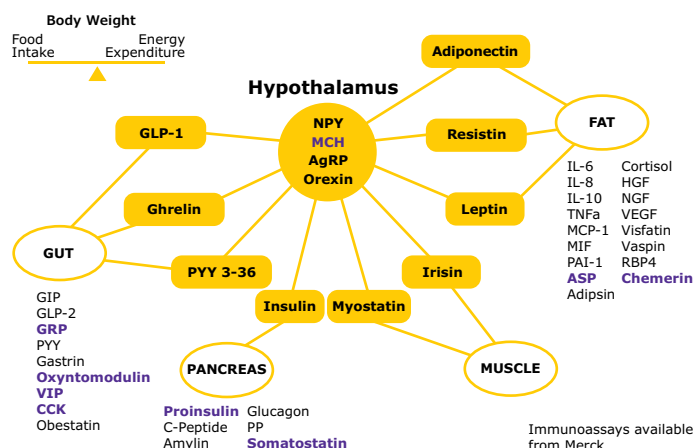 Body Weight
Food Intake
Energy Expenditure
Hypothalamus
NPY
MCH
AgRP
Orexin
Adiponectin
Resistin
Leptin
FAT
IL-6 Cortisol
IL-8 HGF
IL-10 NGF
TNFa VEGF
MCP-1 Visfatin
MIF Vaspin
PAI-1 RBP4
ASP Chemerin
Adipsin
GLP-1
Ghrelin
PYY 3-36
GUT
GIP
GLP-2
GRP
PYY
Gastrin
Oxyntomodulin
VIP
CCK
Obestatin
Insulin
Myostatin
Irisin
PANCREAS
MUSCLE
Proinsulin Glucagon
C-Peptide PP
Amylin Somatostatin
Immunoassays available
from Merck